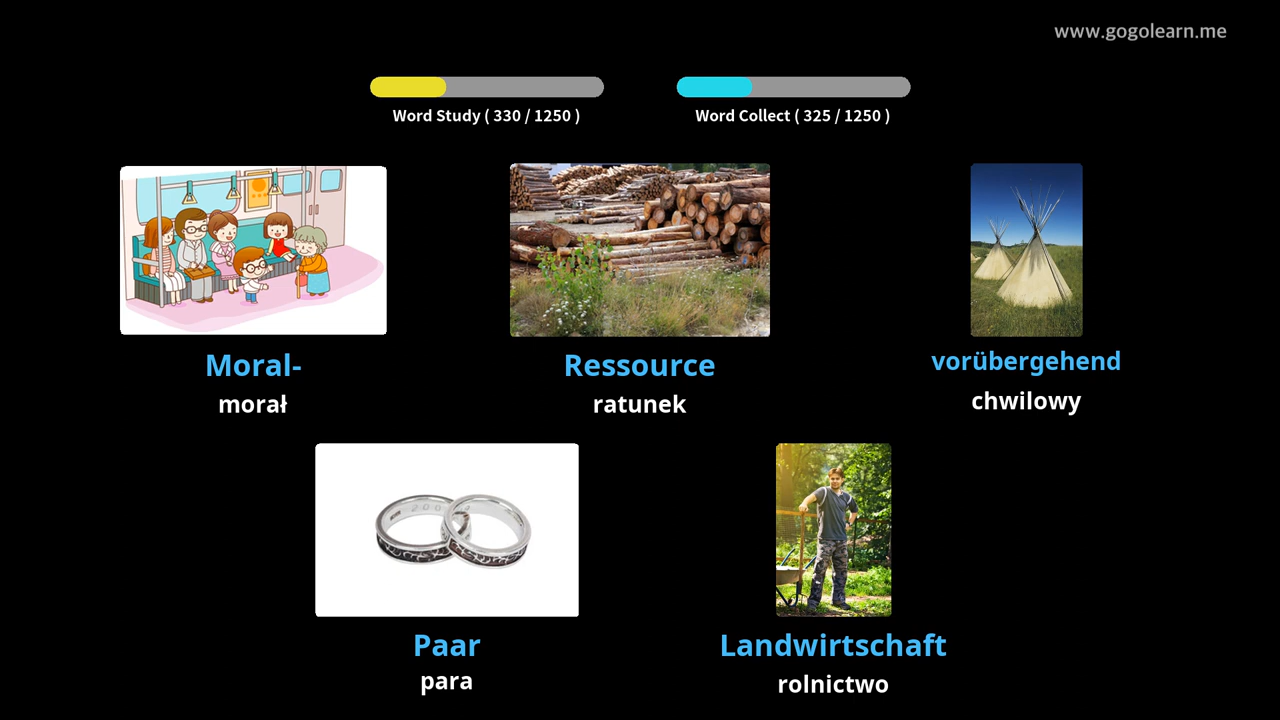 www.gogolearn.me
Word Study ( 330 / 1250 )
Word Collect ( 325 / 1250 )
Moral-
morał
Ressource
ratunek
vorübergehend
chwilowy
Paar
para
Landwirtschaft
rolnictwo